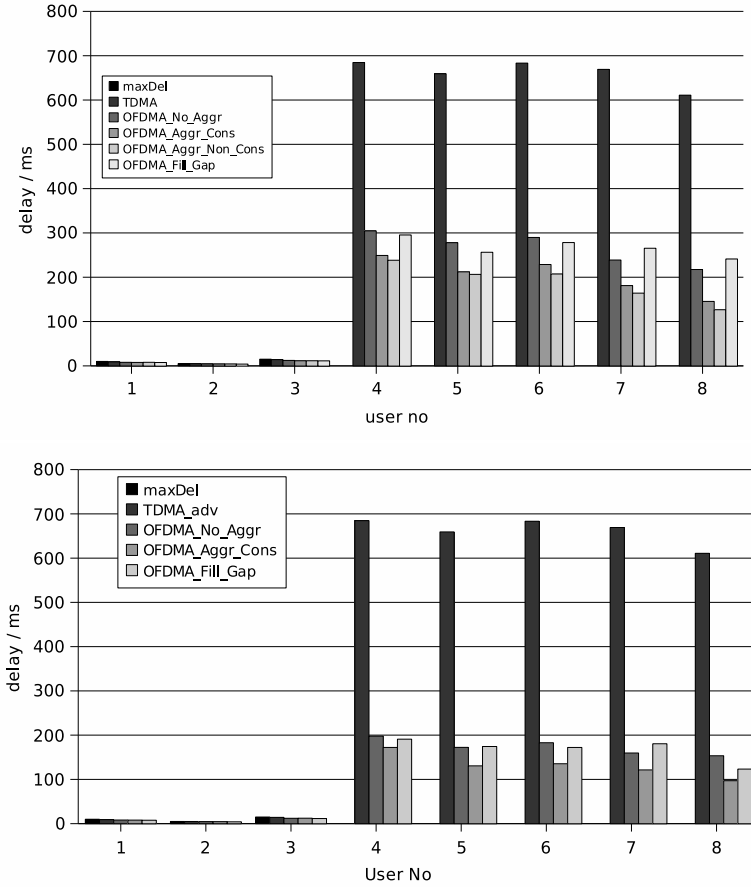 800
700
600
500
400
300
200
100
0
delay / ms
maxDel
TDMA
OFDMA_No_Aggr
OFDMA_Aggr_Cons
OFDMA_Aggr_Non_Cons
OFDMA_Fill_Gap
1 2 3 4 5 6 7 8
user no
800
700
600
500
400
300
200
100
0
delay / ms
maxDel
TDMA_adv
OFDMA_No_Aggr
OFDMA_Aggr_Cons
OFDMA_Fill_Gap
1 2 3 4 5 6 7 8
User No